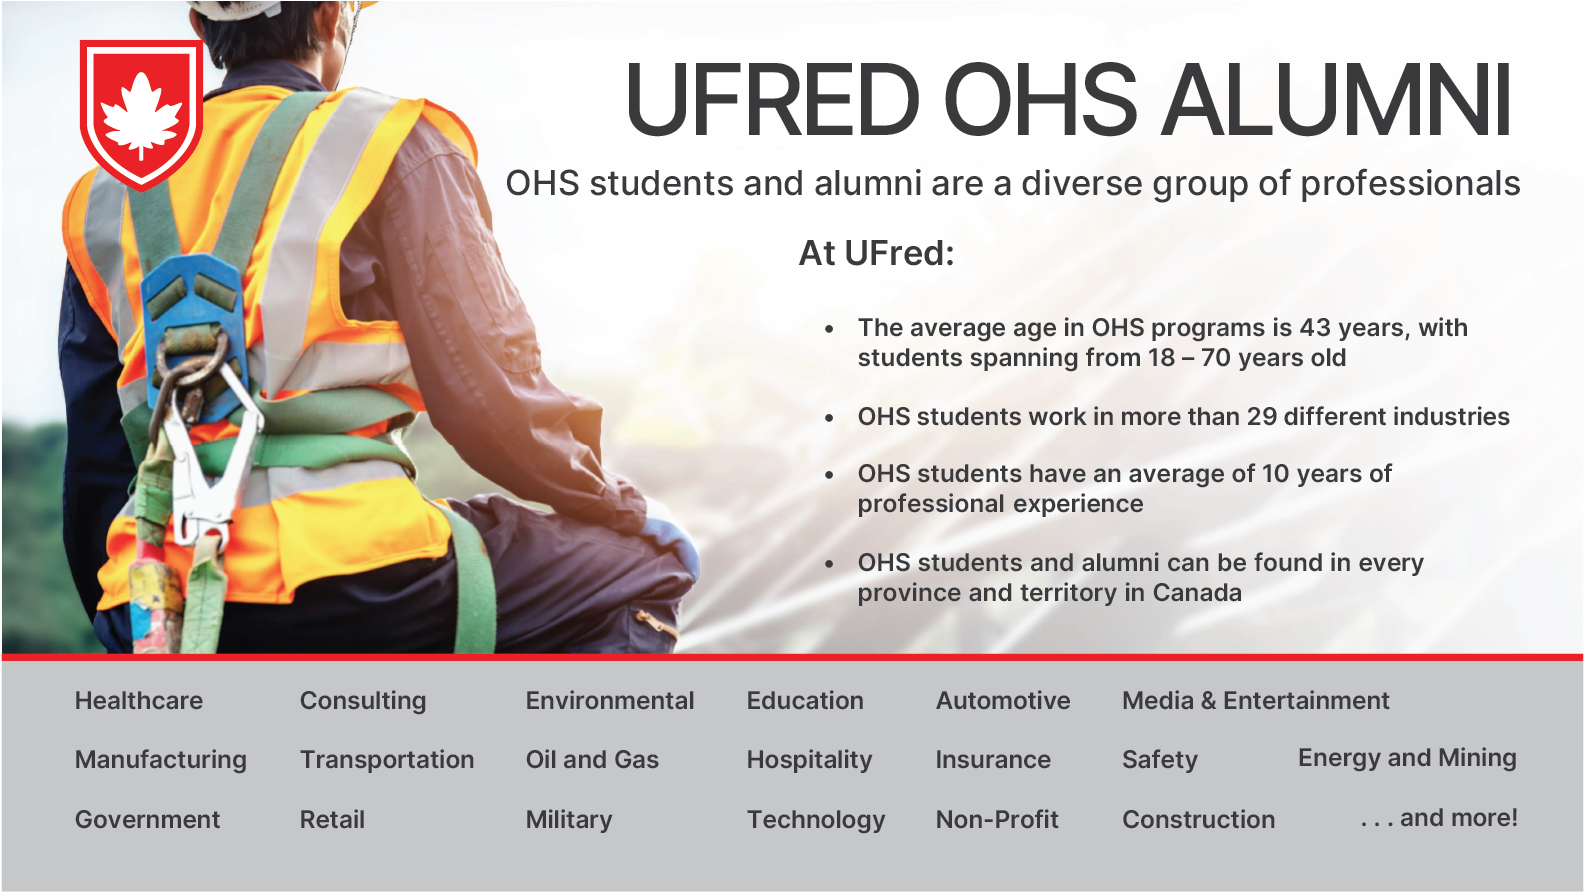 UFRED OHS ALUMNI
OHS students and alumni are a diverse group of professionals
At UFred:
• The average age in OHS programs is 43 years, with
students spanning from 18 – 70 years old
• OHS students work in more than 29 different industries
• OHS students have an average of 10 years of
professional experience
• OHS students and alumni can be found in every
province and territory in Canada
Healthcare Consulting Environmental Education Automotive Media & Entertainment
Manufacturing Transportation Oil and Gas Hospitality Insurance Safety Energy and Mining
Government Retail Military Technology Non-Profit Construction . . . and more!